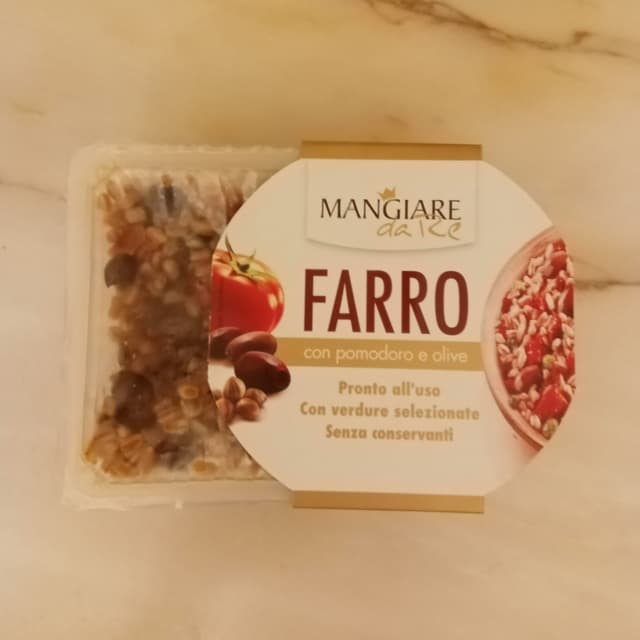 MANGIARE
da Re
FARRO
con pomodoro e olive
Pronto all'uso
Con verdure selezionate
Senza conservanti